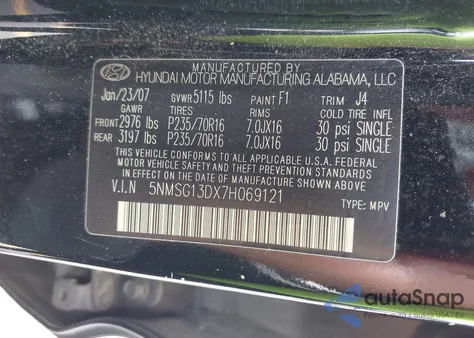 MANUFACTURED BY
HYUNDAI MOTOR MANUFACTURING ALABAMA, LLC
Jan/23/07 GVWR 5115 lbs PAINT F1 TRIM J4
GAWR TIRES RIMS COLD TIRE INFL
FRONT 2976 lbs P235/70R16 7.0JX16 30 psi SINGLE
REAR 3197 lbs P235/70R16 7.0JX16 30 psi SINGLE
THIS VEHICLE CONFORMS TO ALL APPLICABLE U.S. FEDERAL
MOTOR VEHICLE SAFETY AND THEFT PREVENTION STANDARDS
IN EFFECT ON THE DATE OF MANUFACTURE SHOWN ABOVE.
V.I.N 5NMSG13DX7H069121
TYPE: MPV
autoSnap